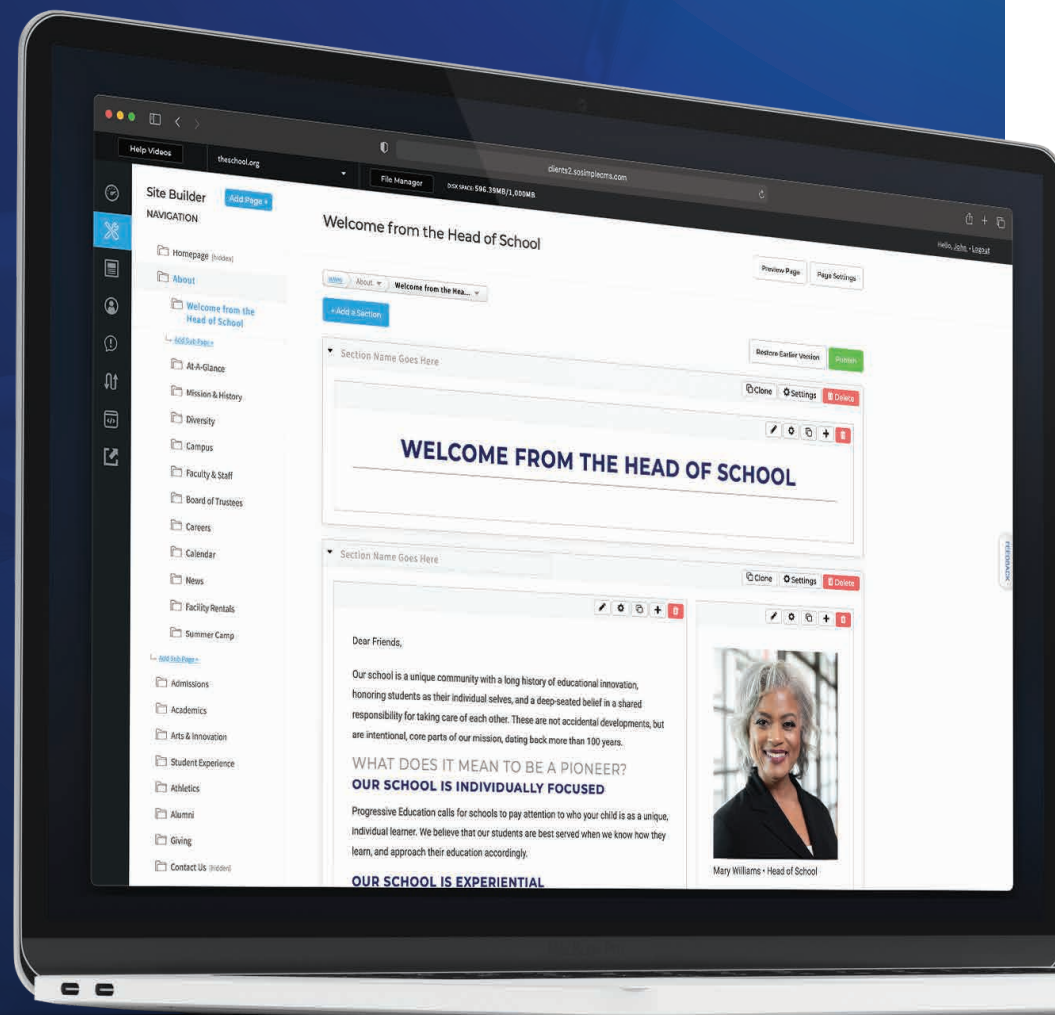 clients2.sosimplecms.com
Help Videos
theschool.org
File Manager
DISK SPACE: 596.39MB/1,000MB
Hello, John • Logout
Site Builder
Add Page +
NAVIGATION
Homepage [hidden]
About
Welcome from the
Head of School
Add Sub Page +
At-A-Glance
Mission & History
Diversity
Campus
Faculty & Staff
Board of Trustees
Careers
Calendar
News
Facility Rentals
Summer Camp
Add Sub Page +
Admissions
Academics
Arts & Innovation
Student Experience
Athletics
Alumni
Giving
Contact Us [hidden]
Welcome from the Head of School
Preview Page
Page Settings
HOME
About
Welcome from the Hea...
+ Add a Section
Restore Earlier Version
Publish
Section Name Goes Here
Clone
Settings
Delete
WELCOME FROM THE HEAD OF SCHOOL
Section Name Goes Here
Clone
Settings
Delete
Dear Friends,
Our school is a unique community with a long history of educational innovation,
honoring students as their individual selves, and a deep-seated belief in a shared
responsibility for taking care of each other. These are not accidental developments, but
are intentional, core parts of our mission, dating back more than 100 years.
WHAT DOES IT MEAN TO BE A PIONEER?
OUR SCHOOL IS INDIVIDUALLY FOCUSED
Progressive Education calls for schools to pay attention to who your child is as a unique,
individual learner. We believe that our students are best served when we know how they
learn, and approach their education accordingly.
OUR SCHOOL IS EXPERIENTIAL
Mary Williams • Head of School
FEEDBACK